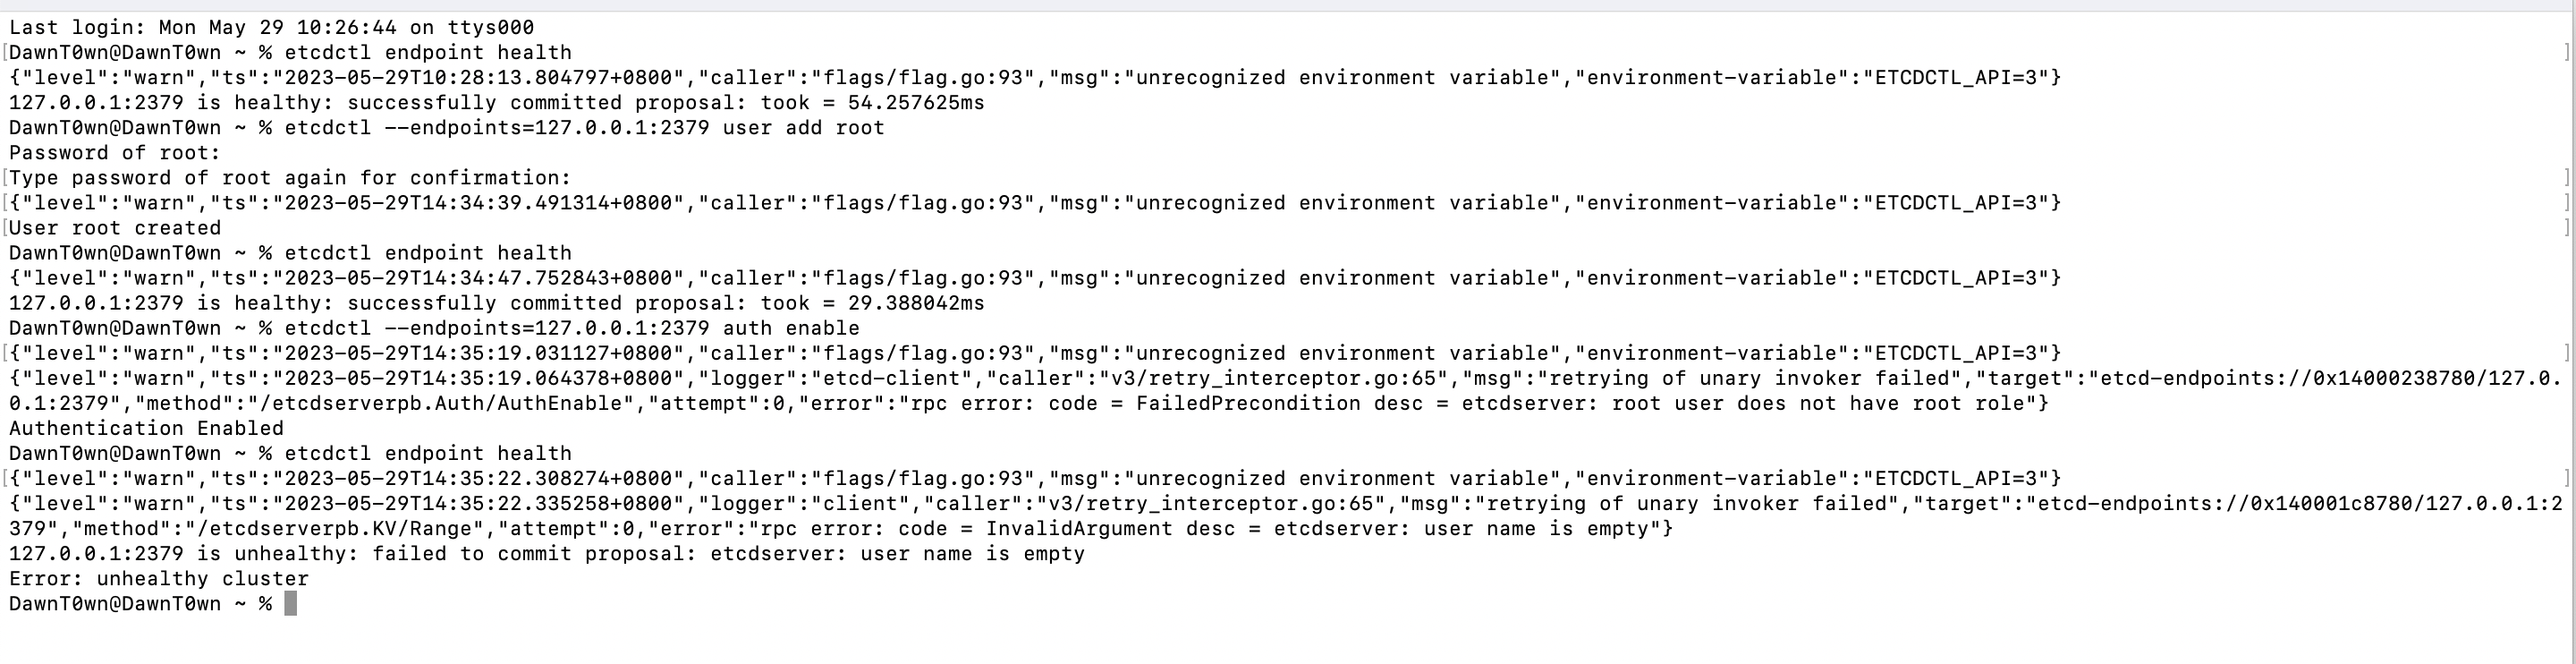 Last login: Mon May 29 10:26:44 on ttys000
[DawnT0wn@DawnT0wn ~ % etcdctl endpoint health ]
{"level":"warn","ts":"2023-05-29T10:28:13.804797+0800","caller":"flags/flag.go:93","msg":"unrecognized environment variable","environment-variable":"ETCDCTL_API=3"}
127.0.0.1:2379 is healthy: successfully committed proposal: took = 54.257625ms
DawnT0wn@DawnT0wn ~ % etcdctl --endpoints=127.0.0.1:2379 user add root
Password of root:
[Type password of root again for confirmation: ]
[{"level":"warn","ts":"2023-05-29T14:34:39.491314+0800","caller":"flags/flag.go:93","msg":"unrecognized environment variable","environment-variable":"ETCDCTL_API=3"} ]
[User root created ]
DawnT0wn@DawnT0wn ~ % etcdctl endpoint health
{"level":"warn","ts":"2023-05-29T14:34:47.752843+0800","caller":"flags/flag.go:93","msg":"unrecognized environment variable","environment-variable":"ETCDCTL_API=3"}
127.0.0.1:2379 is healthy: successfully committed proposal: took = 29.388042ms
DawnT0wn@DawnT0wn ~ % etcdctl --endpoints=127.0.0.1:2379 auth enable
[{"level":"warn","ts":"2023-05-29T14:35:19.031127+0800","caller":"flags/flag.go:93","msg":"unrecognized environment variable","environment-variable":"ETCDCTL_API=3"} ]
{"level":"warn","ts":"2023-05-29T14:35:19.064378+0800","logger":"etcd-client","caller":"v3/retry_interceptor.go:65","msg":"retrying of unary invoker failed","target":"etcd-endpoints://0x14000238780/127.0.
0.1:2379","method":"/etcdserverpb.Auth/AuthEnable","attempt":0,"error":"rpc error: code = FailedPrecondition desc = etcdserver: root user does not have root role"}
Authentication Enabled
DawnT0wn@DawnT0wn ~ % etcdctl endpoint health
[{"level":"warn","ts":"2023-05-29T14:35:22.308274+0800","caller":"flags/flag.go:93","msg":"unrecognized environment variable","environment-variable":"ETCDCTL_API=3"} ]
{"level":"warn","ts":"2023-05-29T14:35:22.335258+0800","logger":"client","caller":"v3/retry_interceptor.go:65","msg":"retrying of unary invoker failed","target":"etcd-endpoints://0x140001c8780/127.0.0.1:2
379","method":"/etcdserverpb.KV/Range","attempt":0,"error":"rpc error: code = InvalidArgument desc = etcdserver: user name is empty"}
127.0.0.1:2379 is unhealthy: failed to commit proposal: etcdserver: user name is empty
Error: unhealthy cluster
DawnT0wn@DawnT0wn ~ %